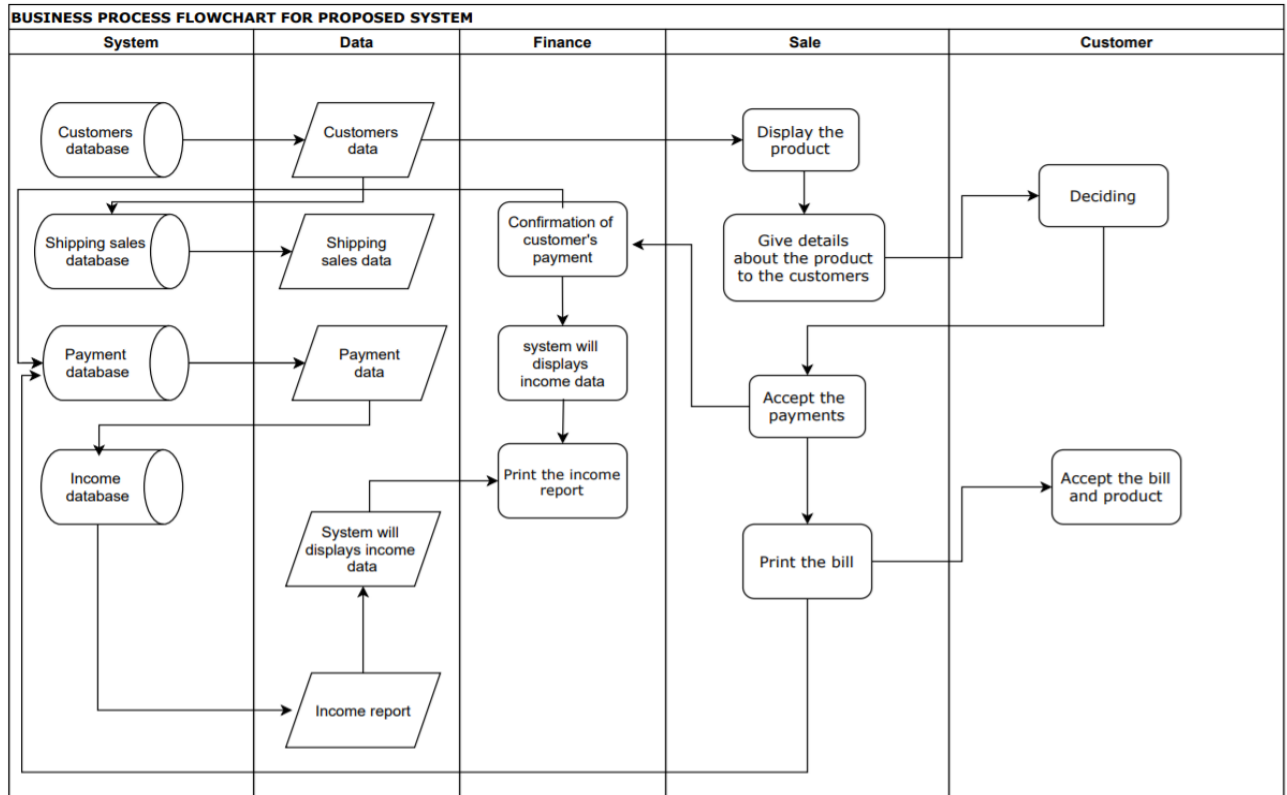 BUSINESS PROCESS FLOWCHART FOR PROPOSED SYSTEM
System
Data
Finance
Sale
Customer
Customers
database
Customers
data
Display the
product
Deciding
Shipping sales
database
Shipping
sales data
Confirmation of
customer's
payment
Give details
about the product
to the customers
Payment
database
Payment
data
system will
displays
income data
Accept the
payments
Income
database
Print the income
report
Accept the bill
and product
System will
displays income
data
Print the bill
Income report